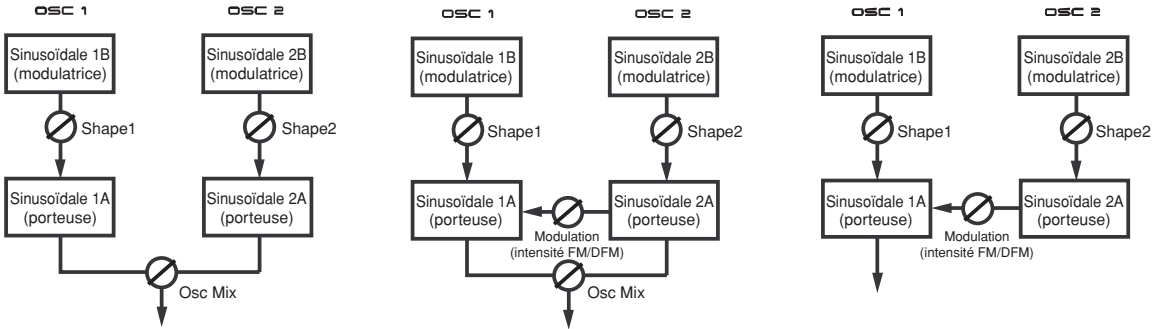 OSC 1
OSC 2
Sinusoïdale 1B
(modulatrice)
Sinusoïdale 2B
(modulatrice)
Shape1
Shape2
Sinusoïdale 1A
(porteuse)
Sinusoïdale 2A
(porteuse)
Osc Mix
OSC 1
OSC 2
Sinusoïdale 1B
(modulatrice)
Sinusoïdale 2B
(modulatrice)
Shape1
Shape2
Sinusoïdale 1A
(porteuse)
Sinusoïdale 2A
(porteuse)
Modulation
(intensité FM/DFM)
Osc Mix
OSC 1
OSC 2
Sinusoïdale 1B
(modulatrice)
Sinusoïdale 2B
(modulatrice)
Shape1
Shape2
Sinusoïdale 1A
(porteuse)
Sinusoïdale 2A
(porteuse)
Modulation
(intensité FM/DFM)